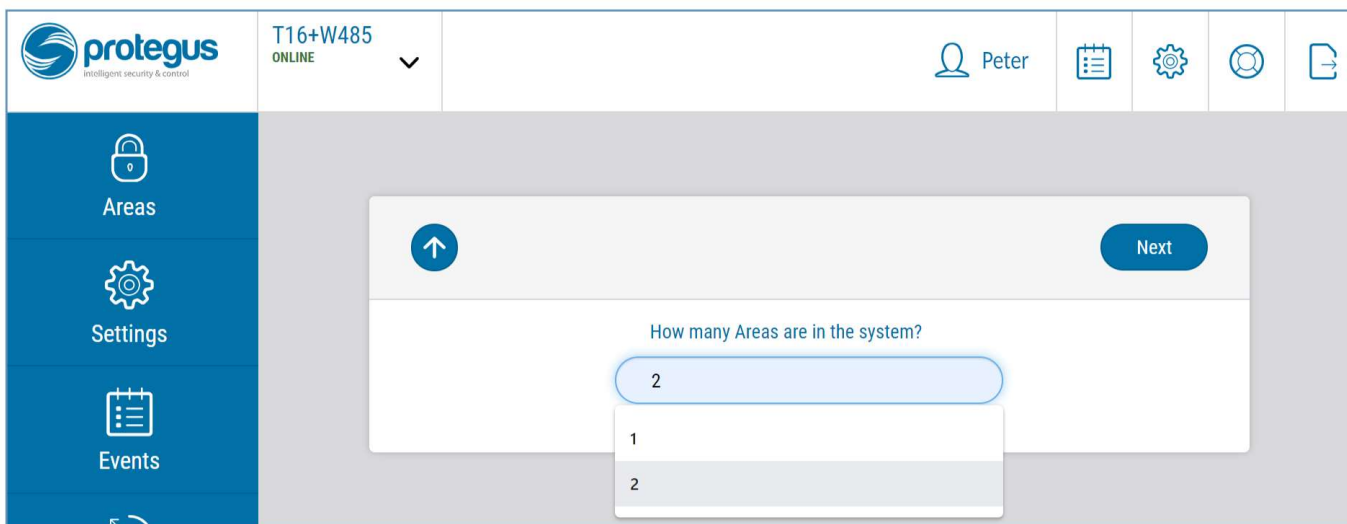 protegus
intelligent security & control
T16+W485
ONLINE
Peter
Areas
Settings
Events
Next
How many Areas are in the system?
2
1
2